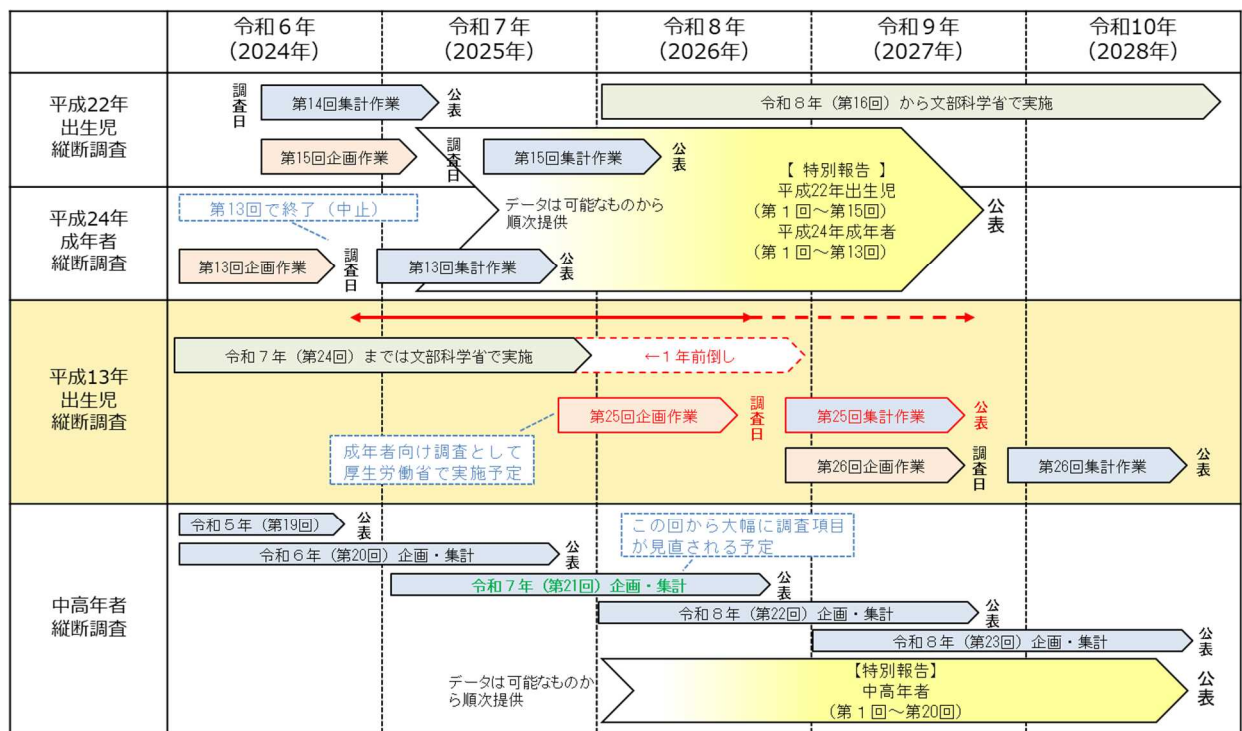 令和６年
（2024年）
令和７年
（2025年）
令和８年
（2026年）
令和９年
（2027年）
令和10年
（2028年）
平成22年
出生児
縦断調査
調査日
第14回集計作業
公表
令和８年（第16回）から文部科学省で実施
第15回企画作業
調査日
第15回集計作業
公表
【 特別報告 】
平成22年出生児
（第１回～第15回）
平成24年成年者
（第１回～第13回）
公表
データは可能なものから
順次提供
平成24年
成年者
縦断調査
第13回で終了（中止）
第13回企画作業
調査日
第13回集計作業
公表
平成13年
出生児
縦断調査
令和７年（第24回）までは文部科学省で実施
←１年前倒し
第25回企画作業
調査日
第25回集計作業
公表
成年者向け調査として
厚生労働省で実施予定
第26回企画作業
調査日
第26回集計作業
公表
中高年者
縦断調査
令和５年（第19回）
公表
令和６年（第20回）企画・集計
公表
この回から大幅に調査項目
が見直される予定
令和７年（第21回）企画・集計
公表
令和８年（第22回）企画・集計
公表
令和８年（第23回）企画・集計
公表
データは可能なものか
ら順次提供
【特別報告】
中高年者
（第１回～第20回）
公表